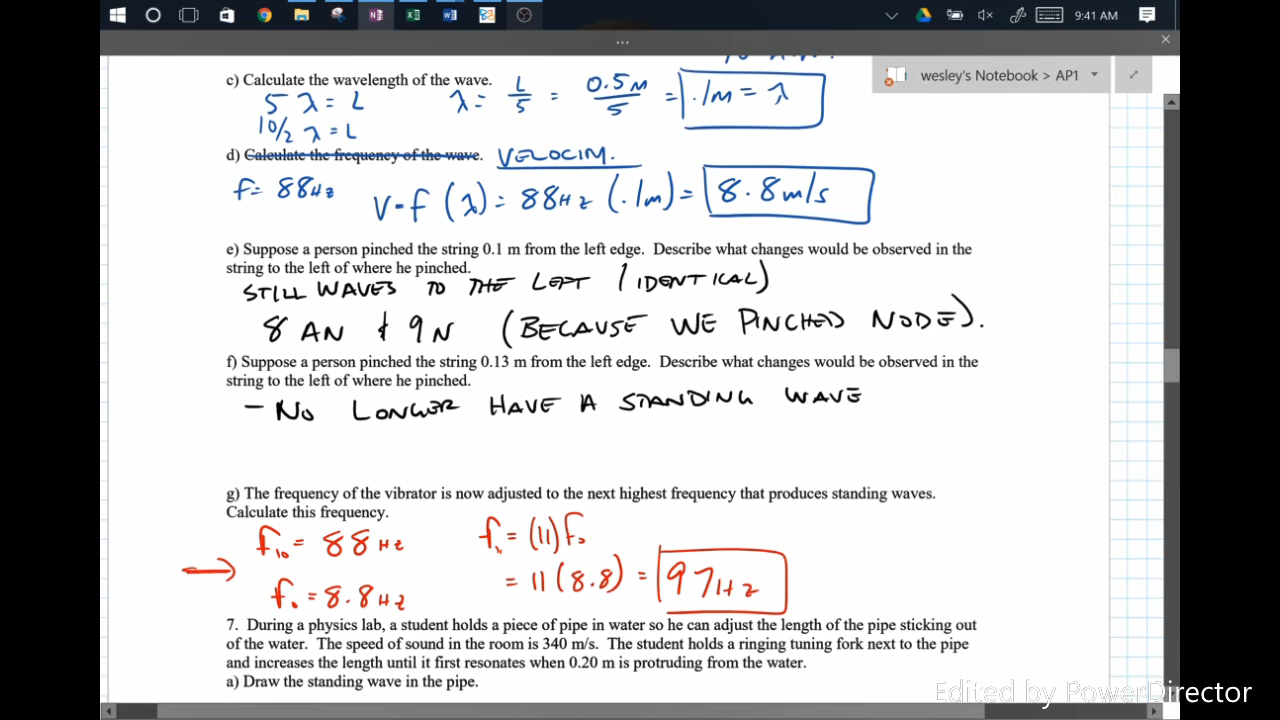 9:41 AM
...
wesley's Notebook > AP1
c) Calculate the wavelength of the wave.
5 λ = L
10/2 λ = L
λ = L/5 = 0.5m/5 = .1m = λ
d) Calculate the frequency of the wave. VELOCIM.
f = 88Hz
V = f (λ) = 88Hz (.1m) = 8.8m/s
e) Suppose a person pinched the string 0.1 m from the left edge. Describe what changes would be observed in the
string to the left of where he pinched.
STILL WAVES TO THE LEFT (IDENTICAL)
8 AN & 9 N (BECAUSE WE PINCHED NODE).
f) Suppose a person pinched the string 0.13 m from the left edge. Describe what changes would be observed in the
string to the left of where he pinched.
- NO LONGER HAVE A STANDING WAVE
g) The frequency of the vibrator is now adjusted to the next highest frequency that produces standing waves.
Calculate this frequency.
f10 = 88 Hz
f0 = 8.8Hz
f11 = (11) f0
= 11 (8.8) = 97Hz
7. During a physics lab, a student holds a piece of pipe in water so he can adjust the length of the pipe sticking out
of the water. The speed of sound in the room is 340 m/s. The student holds a ringing tuning fork next to the pipe
and increases the length until it first resonates when 0.20 m is protruding from the water.
a) Draw the standing wave in the pipe.
Edited by PowerDirector